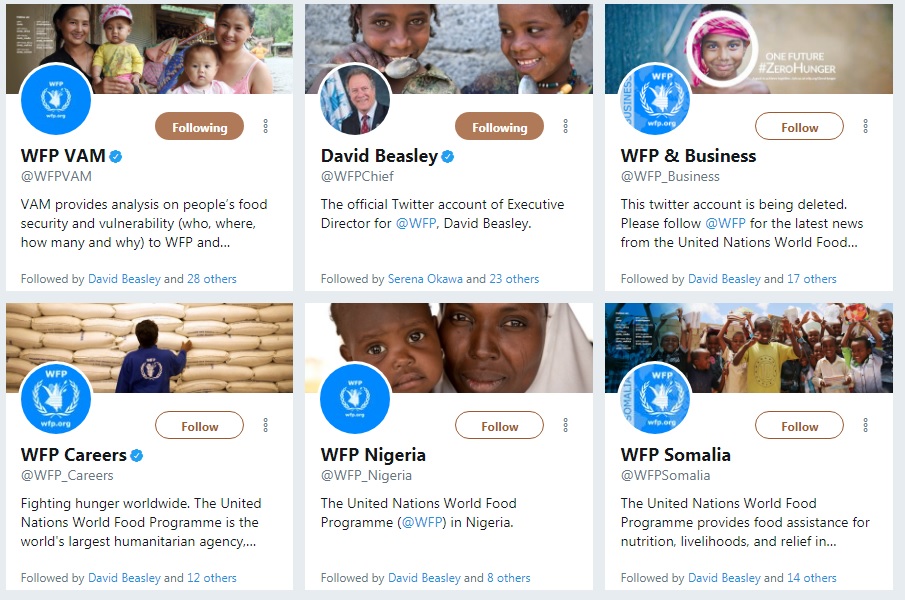 WFP
wfp.org
Following
WFP VAM
@WFPVAM
VAM provides analysis on people's food
security and vulnerability (who, where,
how many and why) to WFP and...
Followed by David Beasley and 28 others
Following
David Beasley
@WFPChief
The official Twitter account of Executive
Director for @WFP, David Beasley.
Followed by Serena Okawa and 23 others
ONE FUTURE
#ZEROHUNGER
BUSINESS
WFP
wfp.org
Follow
WFP & Business
@WFP_Business
This twitter account is being deleted.
Please follow @WFP for the latest news
from the United Nations World Food...
Followed by David Beasley and 17 others
WFP
WFP
wfp.org
Follow
WFP Careers
@WFP_Careers
Fighting hunger worldwide. The United
Nations World Food Programme is the
world's largest humanitarian agency,...
Followed by David Beasley and 12 others
WFP
wfp.org
Follow
WFP Nigeria
@WFP_Nigeria
The United Nations World Food
Programme (@WFP) in Nigeria.
Followed by David Beasley and 8 others
SOMALIA
WFP
wfp.org
Follow
WFP Somalia
@WFPSomalia
The United Nations World Food
Programme provides food assistance for
nutrition, livelihoods, and relief in...
Followed by David Beasley and 14 others